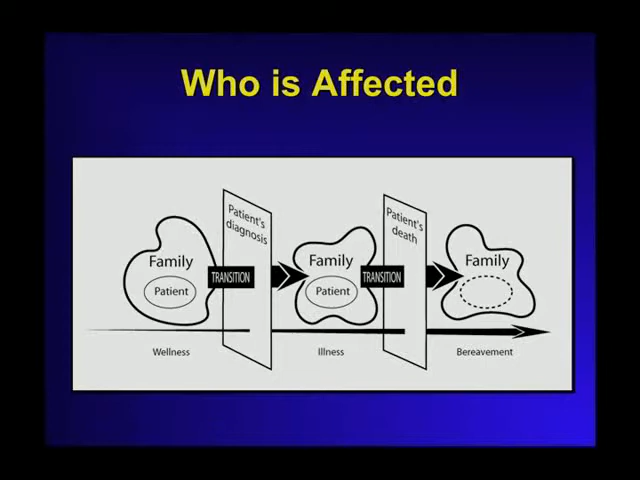 Who is Affected
Patient's
diagnosis
Patient's
death
Family
Patient
TRANSITION
Family
Patient
TRANSITION
Family
Wellness
Illness
Bereavement